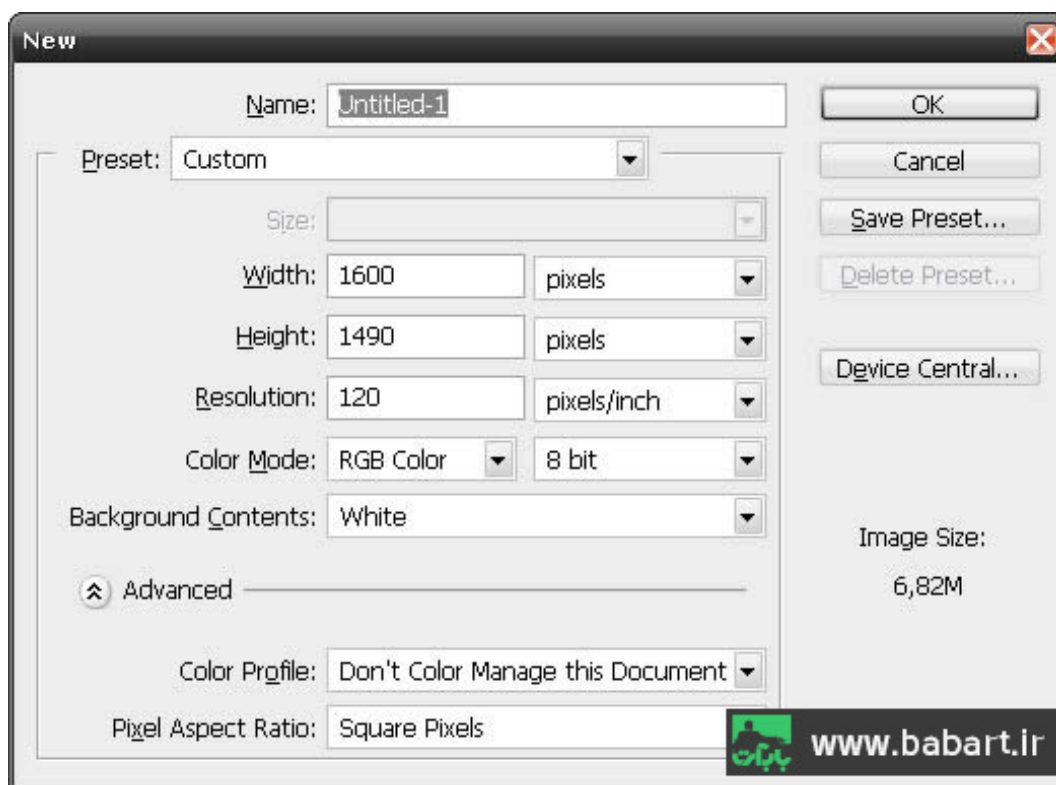 New
Name: Untitled-1
OK
Preset: Custom
Cancel
Size:
Save Preset...
Width: 1600 pixels
Delete Preset...
Height: 1490 pixels
Device Central...
Resolution: 120 pixels/inch
Color Mode: RGB Color 8 bit
Background Contents: White
Image Size:
6,82M
Advanced
Color Profile: Don't Color Manage this Document
Pixel Aspect Ratio: Square Pixels
باب‌آرت
www.babart.ir